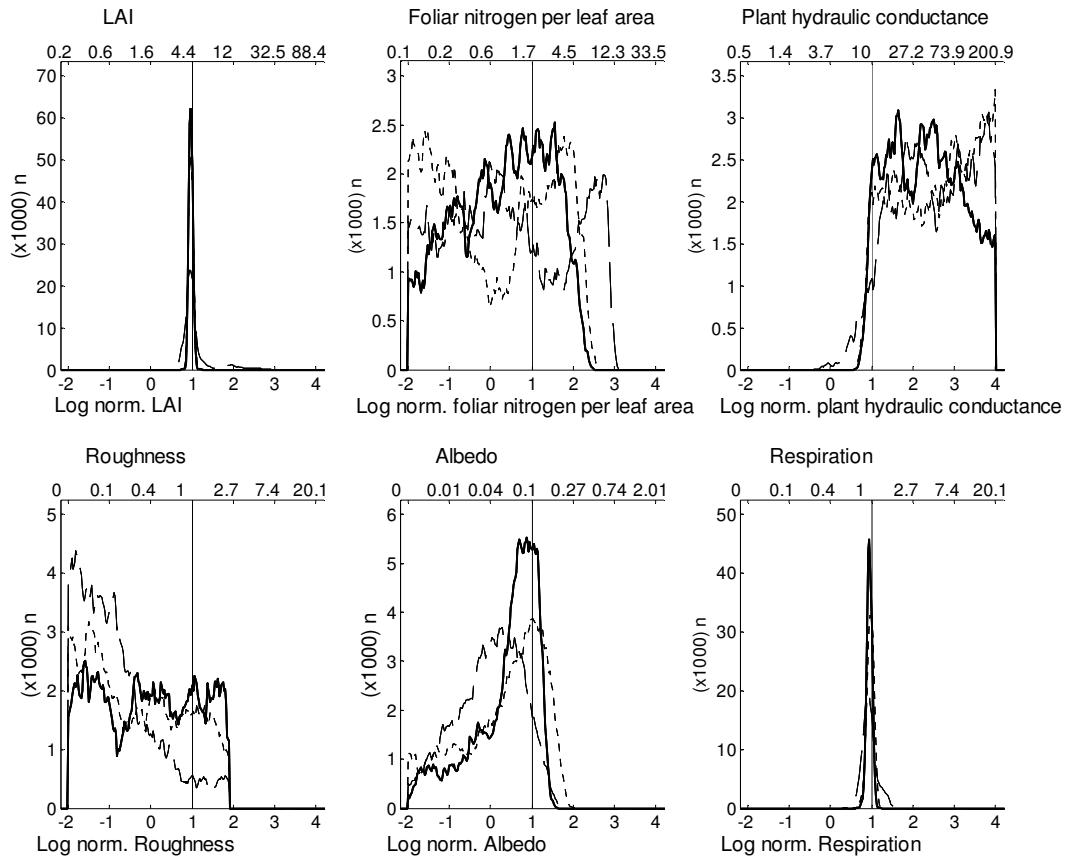 LAI Foliar nitrogen per leaf area Plant hydraulic conductance
0.2 0.6 1.6 4.4 12 32.5 88.4
70
60
50
40
30
20
10
0
(x1000) n
-2 -1 0 1 2 3 4
Log norm. LAI
0.1 0.2 0.6 1.7 4.5 12.3 33.5
3
2.5
2
1.5
1
0.5
0
(x1000) n
-2 -1 0 1 2 3 4
Log norm. foliar nitrogen per leaf area
0.5 1.4 3.7 10 27.2 73.9 200.9
3.5
3
2.5
2
1.5
1
0.5
0
(x1000) n
-2 -1 0 1 2 3 4
Log norm. plant hydraulic conductance
Roughness
0 0.1 0.4 1 2.7 7.4 20.1
5
4
3
2
1
0
(x1000) n
-2 -1 0 1 2 3 4
Log norm. Roughness
Albedo
0 0.01 0.04 0.1 0.27 0.74 2.01
6
5
4
3
2
1
0
(x1000) n
-2 -1 0 1 2 3 4
Log norm. Albedo
Respiration
0 0.1 0.4 1 2.7 7.4 20.1
50
40
30
20
10
0
(x1000) n
-2 -1 0 1 2 3 4
Log norm. Respiration